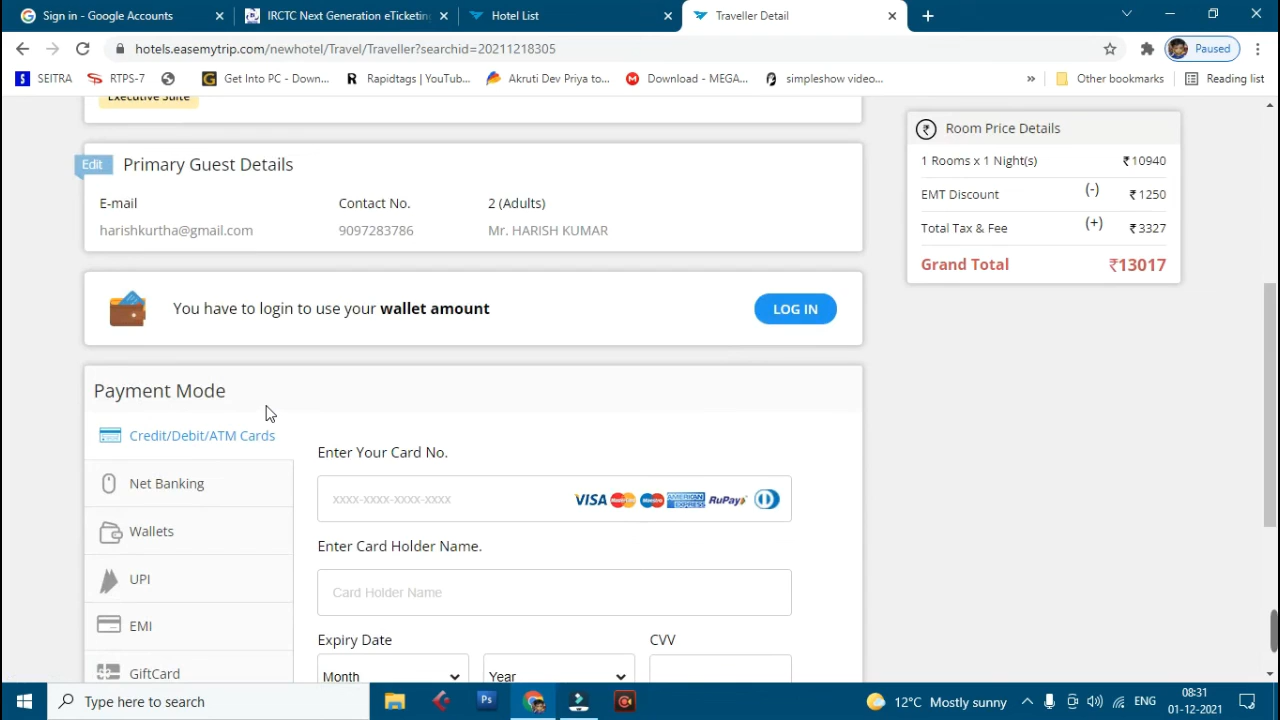 Sign in - Google Accounts
IRCTC Next Generation eTicketing
Hotel List
Traveller Detail
hotels.easemytrip.com/newhotel/Travel/Traveller?searchid=20211218305
Paused
SEITRA
RTPS-7
Get Into PC - Down...
Rapidtags | YouTub...
Akruti Dev Priya to...
Download - MEGA...
simpleshow video...
»
Other bookmarks
Reading list
Executive Suite
Edit
Primary Guest Details
E-mail Contact No. 2 (Adults)
harishkurtha@gmail.com 9097283786 Mr. HARISH KUMAR
You have to login to use your wallet amount
LOG IN
Room Price Details
1 Rooms x 1 Night(s) ₹10940
EMT Discount (-) ₹1250
Total Tax & Fee (+) ₹3327
Grand Total ₹13017
Payment Mode
Credit/Debit/ATM Cards
Net Banking
Wallets
UPI
EMI
GiftCard
Enter Your Card No.
XXXX-XXXX-XXXX-XXXX
VISA MasterCard Maestro AMERICAN EXPRESS RuPay
Enter Card Holder Name.
Card Holder Name
Expiry Date CVV
Month Year
Type here to search
Ps
12°C Mostly sunny
ENG
08:31
01-12-2021